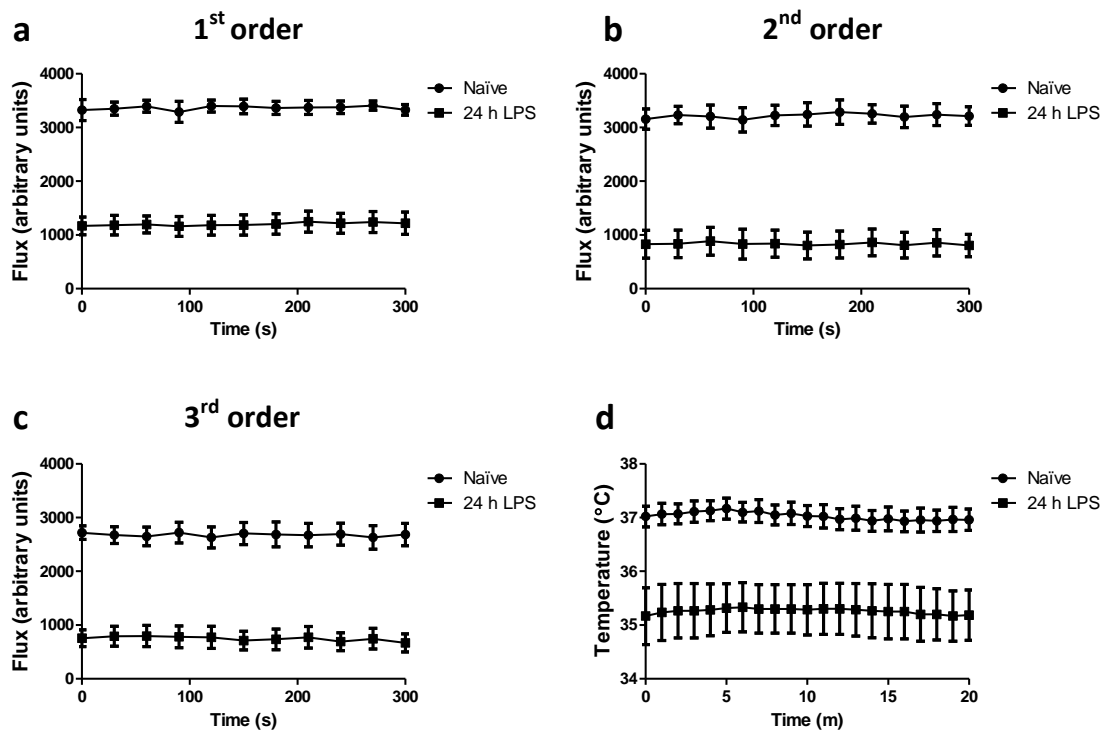 a
1st order
4000
3000
2000
1000
0
Flux (arbitrary units)
0 100 200 300
Time (s)
Naïve
24 h LPS
b
2nd order
4000
3000
2000
1000
0
Flux (arbitrary units)
0 100 200 300
Time (s)
Naïve
24 h LPS
c
3rd order
4000
3000
2000
1000
0
Flux (arbitrary units)
0 100 200 300
Time (s)
Naïve
24 h LPS
d
38
37
36
35
34
Temperature (°C)
0 5 10 15 20
Time (m)
Naïve
24 h LPS